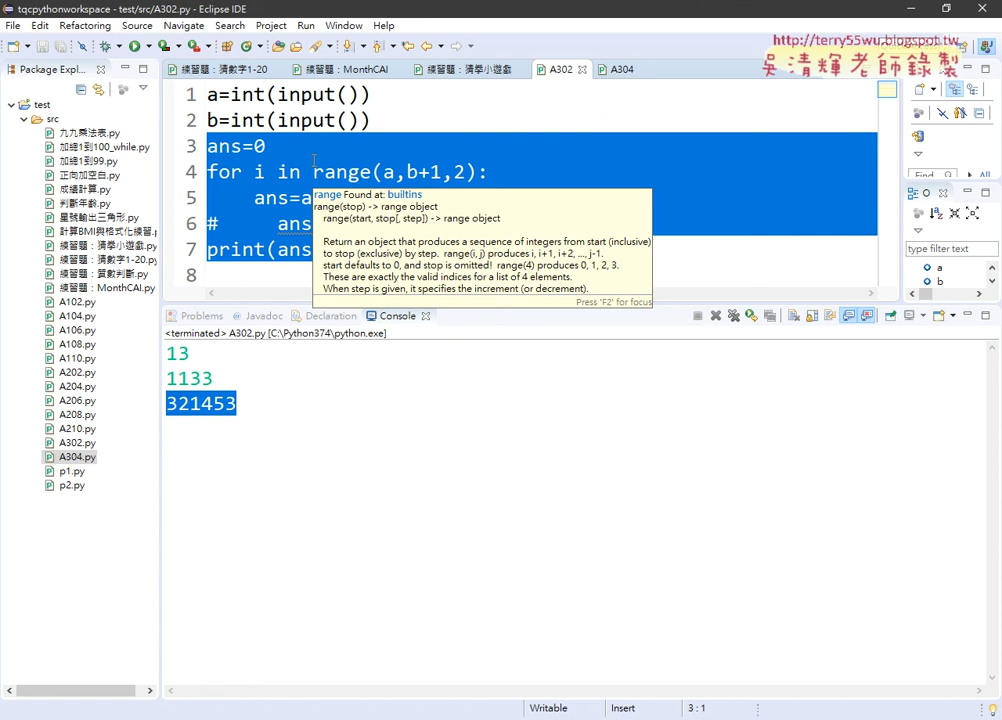 tqcpythonworkspace - test/src/A302.py - Eclipse IDE
File Edit Refactoring Source Navigate Search Project Run Window Help
http://terry55wu.blogspot.tw
吳清輝老師錄製
Package Expl...
練習題：猜數字1-20
練習題：MonthCAI
練習題：猜拳小遊戲
A302
A304
test
src
九九乘法表.py
加總1到100_while.py
加總1到99.py
正向加空白.py
成績計算.py
判斷年齡.py
星號輸出三角形.py
計算BMI與格式化練習.
練習題：猜拳小遊戲.py
練習題：猜數字1-20.py
練習題：質數判斷.py
練習題：MonthCAI.py
A102.py
A104.py
A106.py
A108.py
A110.py
A202.py
A204.py
A206.py
A208.py
A210.py
A302.py
A304.py
p1.py
p2.py
1 a=int(input())
2 b=int(input())
3 ans=0
4 for i in range(a,b+1,2):
5 ans=a
6 # ans
7 print(ans
8
range Found at: builtins
range(stop) -> range object
range(start, stop[, step]) -> range object
Return an object that produces a sequence of integers from start (inclusive)
to stop (exclusive) by step. range(i, j) produces i, i+1, i+2, ..., j-1.
start defaults to 0, and stop is omitted! range(4) produces 0, 1, 2, 3.
These are exactly the valid indices for a list of 4 elements.
When step is given, it specifies the increment (or decrement).
Press 'F2' for focus
Find
All
O
type filter text
a
b
Problems
Javadoc
Declaration
Console
<terminated> A302.py [C:\Python374\python.exe]
13
1133
321453
Writable
Insert
3 : 1